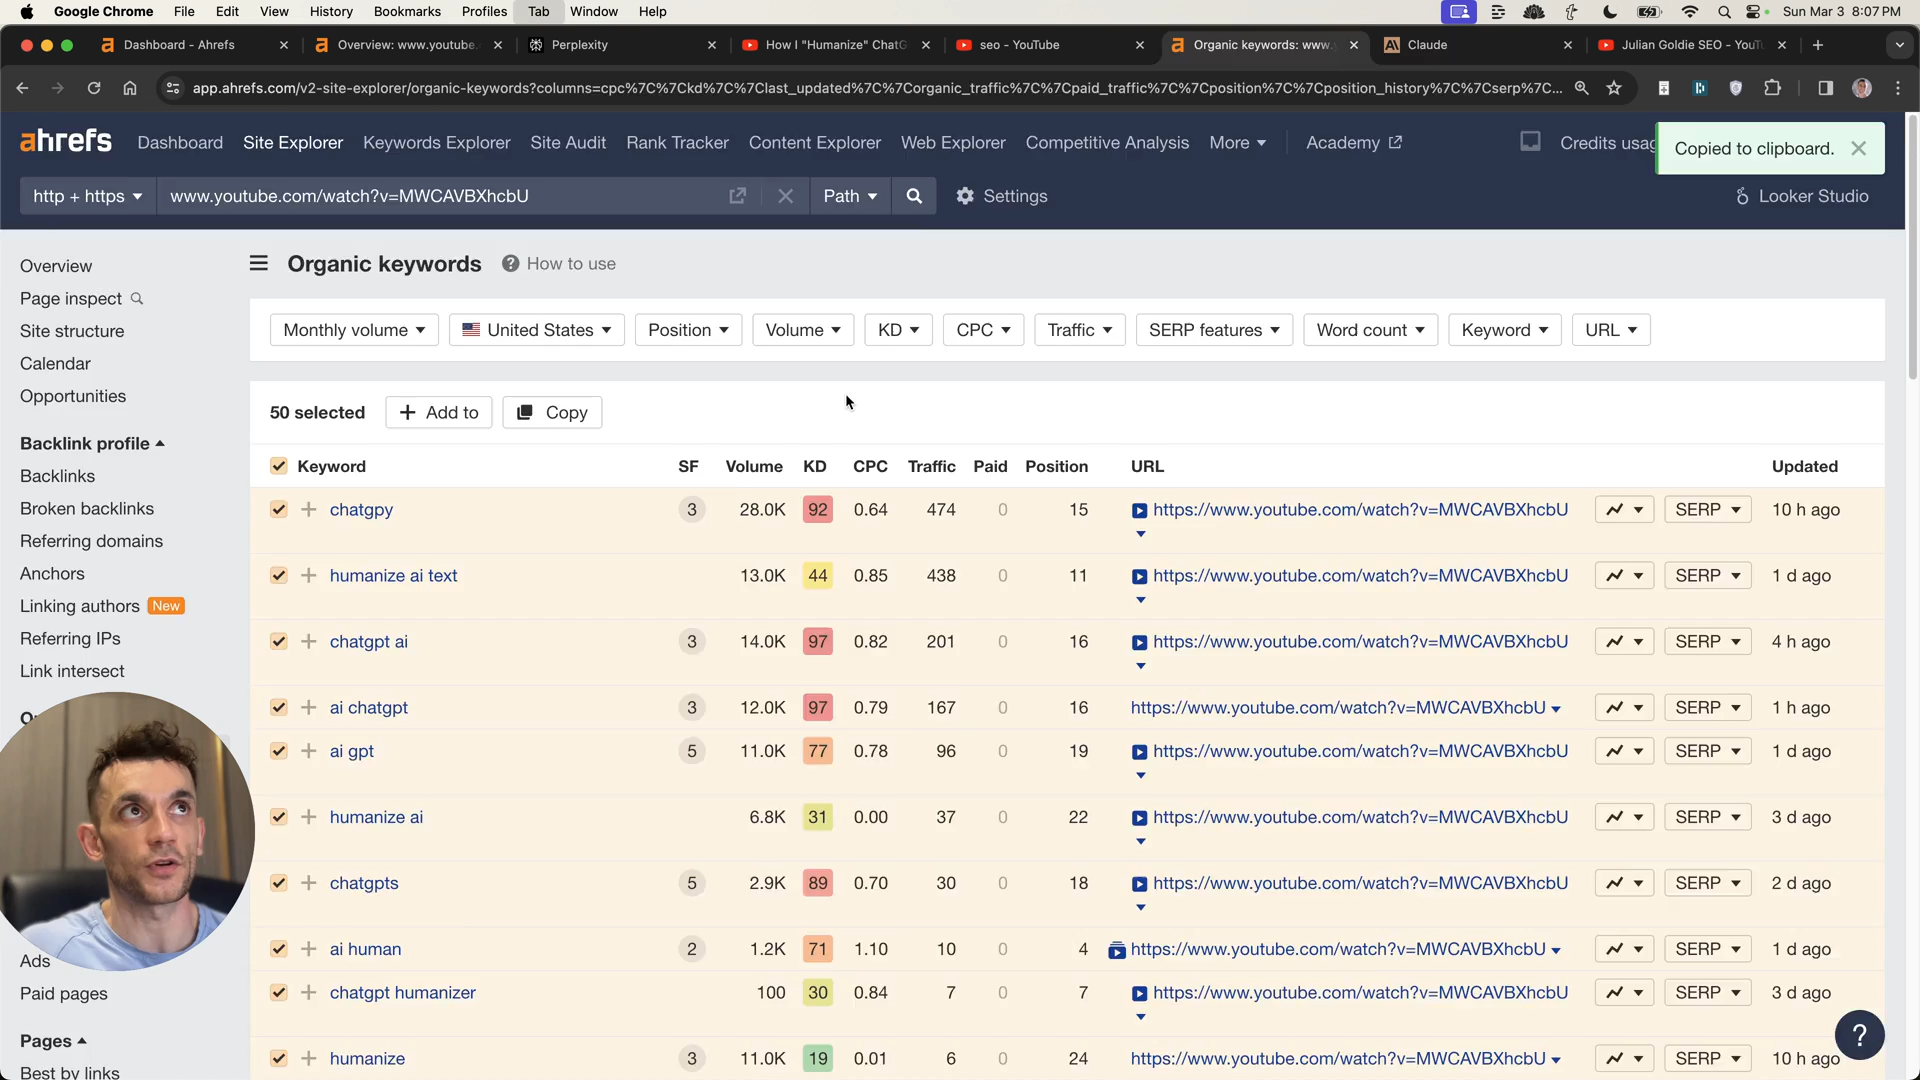 Google Chrome File Edit View History Bookmarks Profiles Tab Window Help Sun Mar 3 8:07 PM
Dashboard - Ahrefs Overview: www.youtube. Perplexity How I "Humanize" ChatG seo - YouTube Organic keywords: www. Claude Julian Goldie SEO - YouTu
app.ahrefs.com/v2-site-explorer/organic-keywords?columns=cpc%7C%7Ckd%7C%7Clast_updated%7C%7Corganic_traffic%7C%7Cpaid_traffic%7C%7Cposition%7C%7Cposition_history%7C%7Cserp%7C...
ahrefs Dashboard Site Explorer Keywords Explorer Site Audit Rank Tracker Content Explorer Web Explorer Competitive Analysis More Academy Credits usag
Copied to clipboard.
http + https www.youtube.com/watch?v=MWCAVBXhcbU Path Settings Looker Studio
Overview
Page inspect
Site structure
Calendar
Opportunities
Backlink profile
Backlinks
Broken backlinks
Referring domains
Anchors
Linking authors New
Referring IPs
Link intersect
Ads
Paid pages
Pages
Best by links
Organic keywords ? How to use
Monthly volume United States Position Volume KD CPC Traffic SERP features Word count Keyword URL
50 selected Add to Copy
Keyword SF Volume KD CPC Traffic Paid Position URL Updated
chatgpy 3 28.0K 92 0.64 474 0 15 https://www.youtube.com/watch?v=MWCAVBXhcbU SERP 10 h ago
humanize ai text 13.0K 44 0.85 438 0 11 https://www.youtube.com/watch?v=MWCAVBXhcbU SERP 1 d ago
chatgpt ai 3 14.0K 97 0.82 201 0 16 https://www.youtube.com/watch?v=MWCAVBXhcbU SERP 4 h ago
ai chatgpt 3 12.0K 97 0.79 167 0 16 https://www.youtube.com/watch?v=MWCAVBXhcbU SERP 1 h ago
ai gpt 5 11.0K 77 0.78 96 0 19 https://www.youtube.com/watch?v=MWCAVBXhcbU SERP 1 d ago
humanize ai 6.8K 31 0.00 37 0 22 https://www.youtube.com/watch?v=MWCAVBXhcbU SERP 3 d ago
chatgpts 5 2.9K 89 0.70 30 0 18 https://www.youtube.com/watch?v=MWCAVBXhcbU SERP 2 d ago
ai human 2 1.2K 71 1.10 10 0 4 https://www.youtube.com/watch?v=MWCAVBXhcbU SERP 1 d ago
chatgpt humanizer 100 30 0.84 7 0 7 https://www.youtube.com/watch?v=MWCAVBXhcbU SERP 3 d ago
humanize 3 11.0K 19 0.01 6 0 24 https://www.youtube.com/watch?v=MWCAVBXhcbU SERP 10 h ago
?